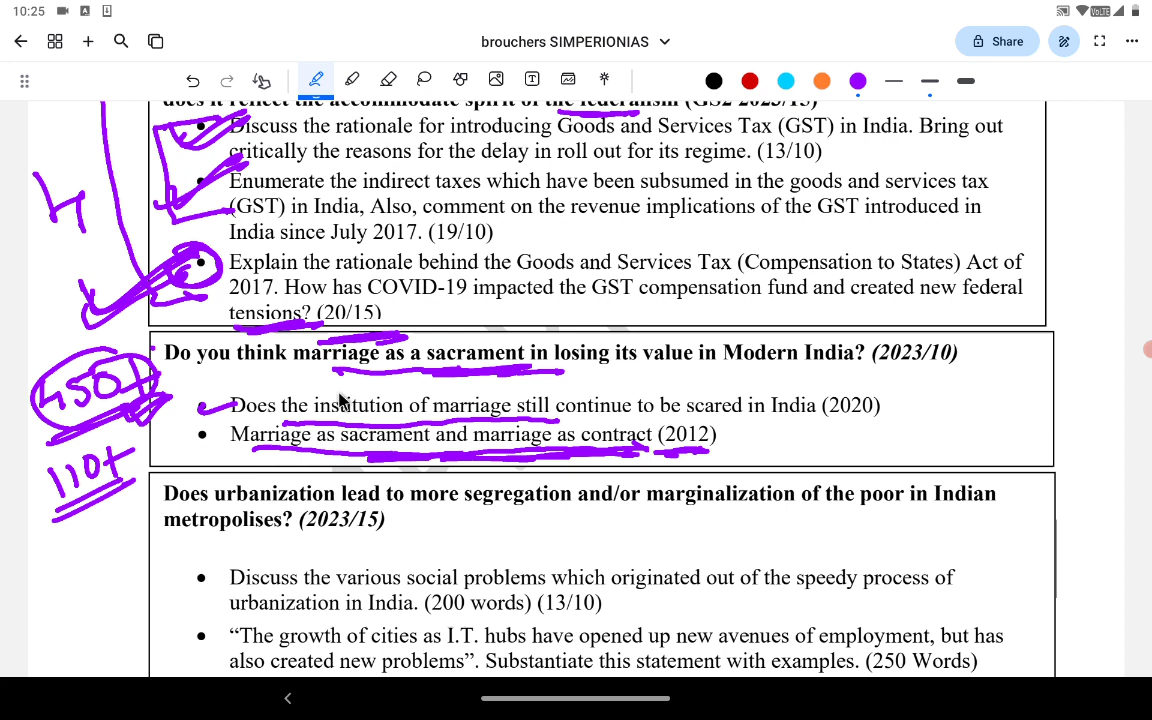 10:25
VoLTE
brouchers SIMPERIONIAS
Share
does it reflect the accommodate spirit of the federalism (GS2 2023/15)
Discuss the rationale for introducing Goods and Services Tax (GST) in India. Bring out
critically the reasons for the delay in roll out for its regime. (13/10)
Enumerate the indirect taxes which have been subsumed in the goods and services tax
(GST) in India, Also, comment on the revenue implications of the GST introduced in
India since July 2017. (19/10)
Explain the rationale behind the Goods and Services Tax (Compensation to States) Act of
2017. How has COVID-19 impacted the GST compensation fund and created new federal
tensions? (20/15)
Do you think marriage as a sacrament in losing its value in Modern India? (2023/10)
450+
Does the institution of marriage still continue to be scared in India (2020)
Marriage as sacrament and marriage as contract (2012)
110+
Does urbanization lead to more segregation and/or marginalization of the poor in Indian
metropolises? (2023/15)
Discuss the various social problems which originated out of the speedy process of
urbanization in India. (200 words) (13/10)
“The growth of cities as I.T. hubs have opened up new avenues of employment, but has
also created new problems”. Substantiate this statement with examples. (250 Words)